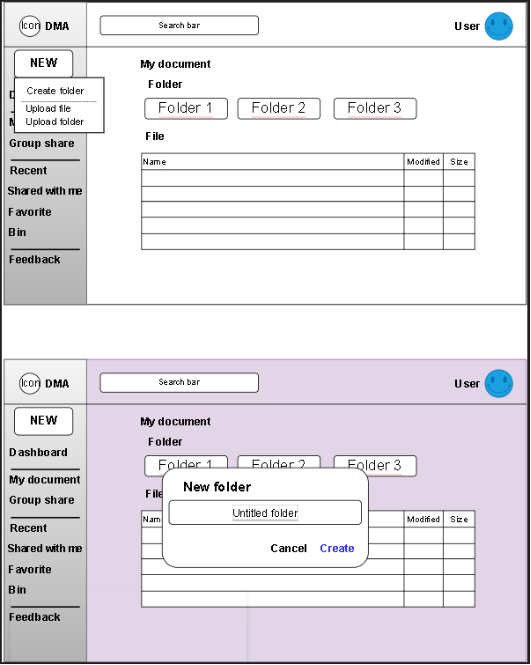 Icon DMA Search bar User
NEW
Create folder
Upload file
Upload folder
Group share
Recent
Shared with me
Favorite
Bin
Feedback
My document
Folder
Folder 1 Folder 2 Folder 3
File
Name Modified Size
Icon DMA Search bar User
NEW
Dashboard
My document
Group share
Recent
Shared with me
Favorite
Bin
Feedback
My document
Folder
Folder 1 Folder 2 Folder 3
File
Modified Size
New folder
Untitled folder
Cancel Create